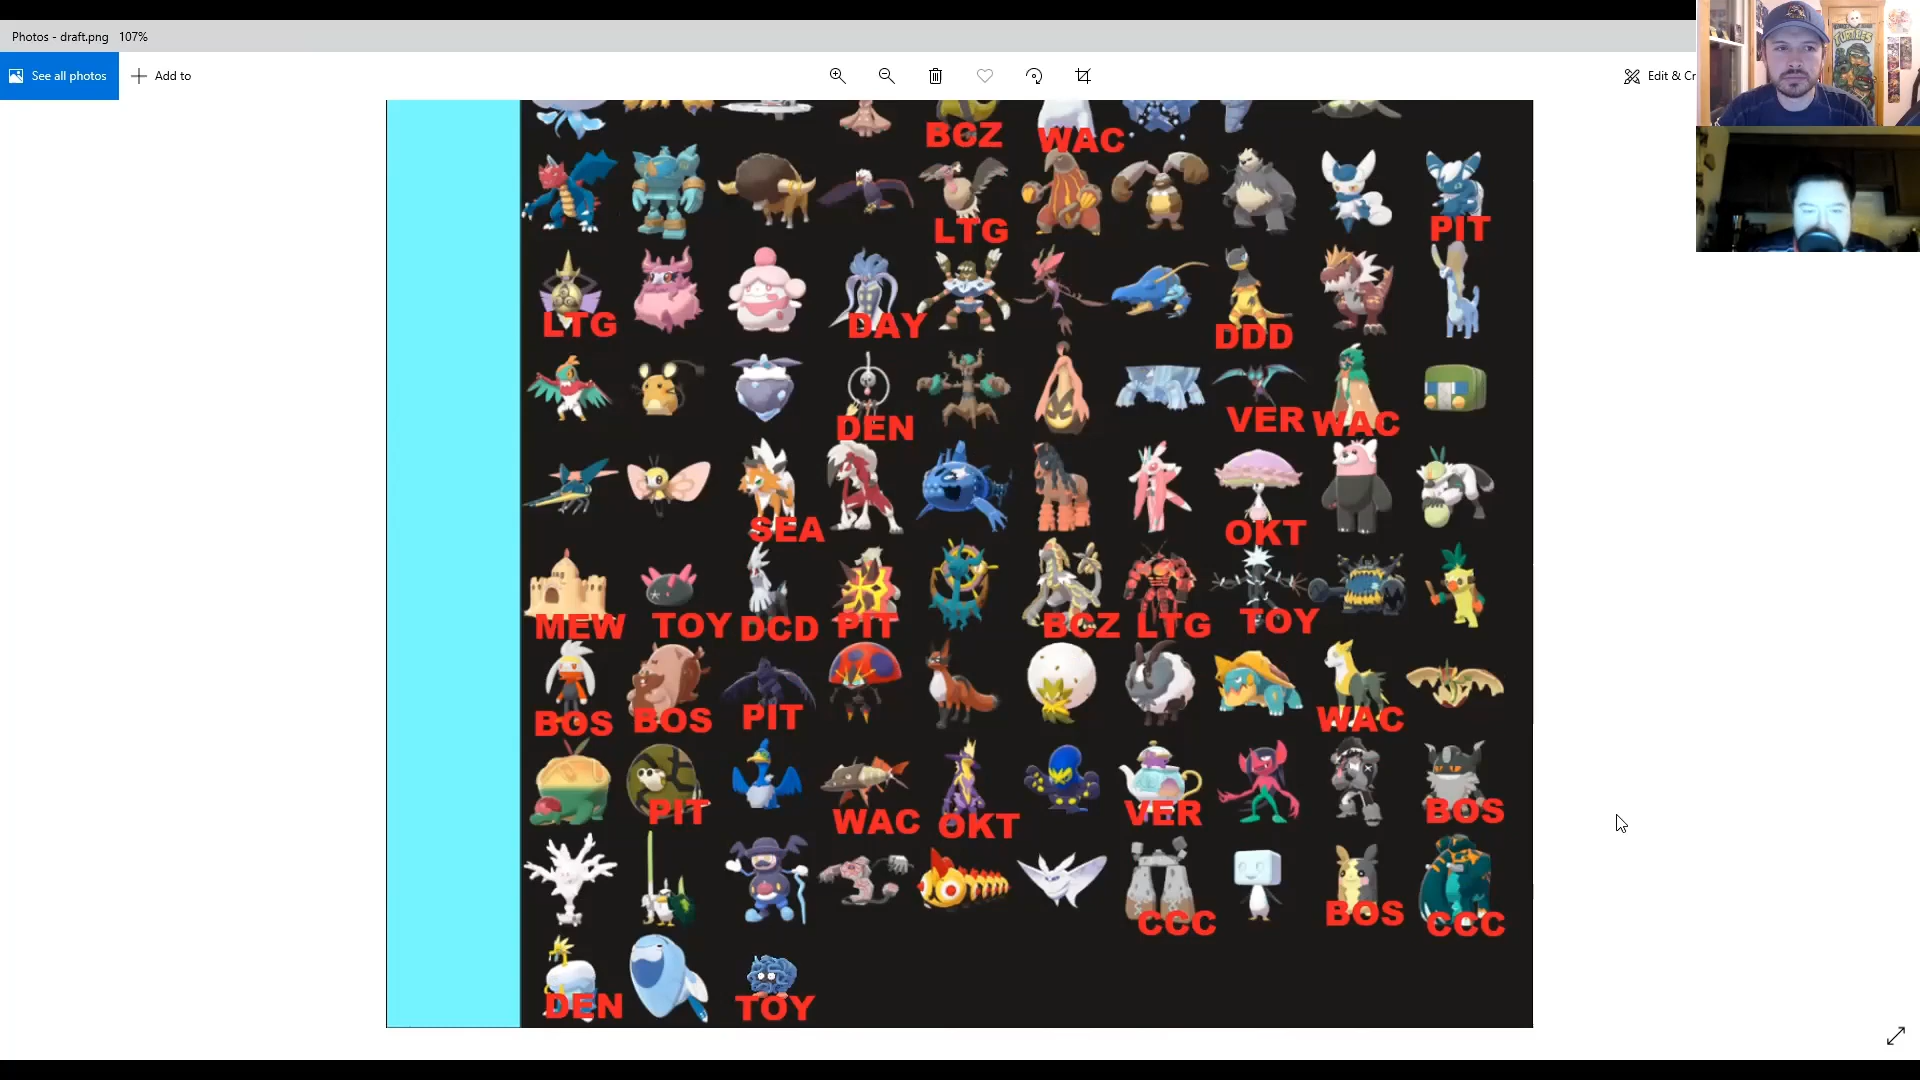 Photos - draft.png 107%
See all photos
Add to
Edit & Cr
TURTLES
BCZ WAC
LTG PIT
LTG DAY DDD
DEN VER WAC
SEA OKT
MEW TOY DCD PIT BCZ LTG TOY
BOS BOS PIT WAC
PIT WAC OKT VER BOS
CCC BOS CCC
DEN TOY